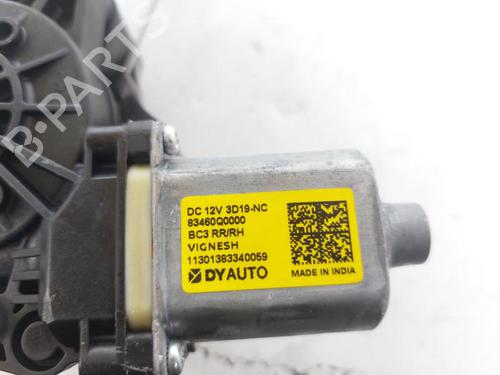 DC 12V 3D19-NC
83460Q0000
BC3 RR/RH
VIGNESH
11301383340059
DYAUTO
MADE IN INDIA
B-PARTS